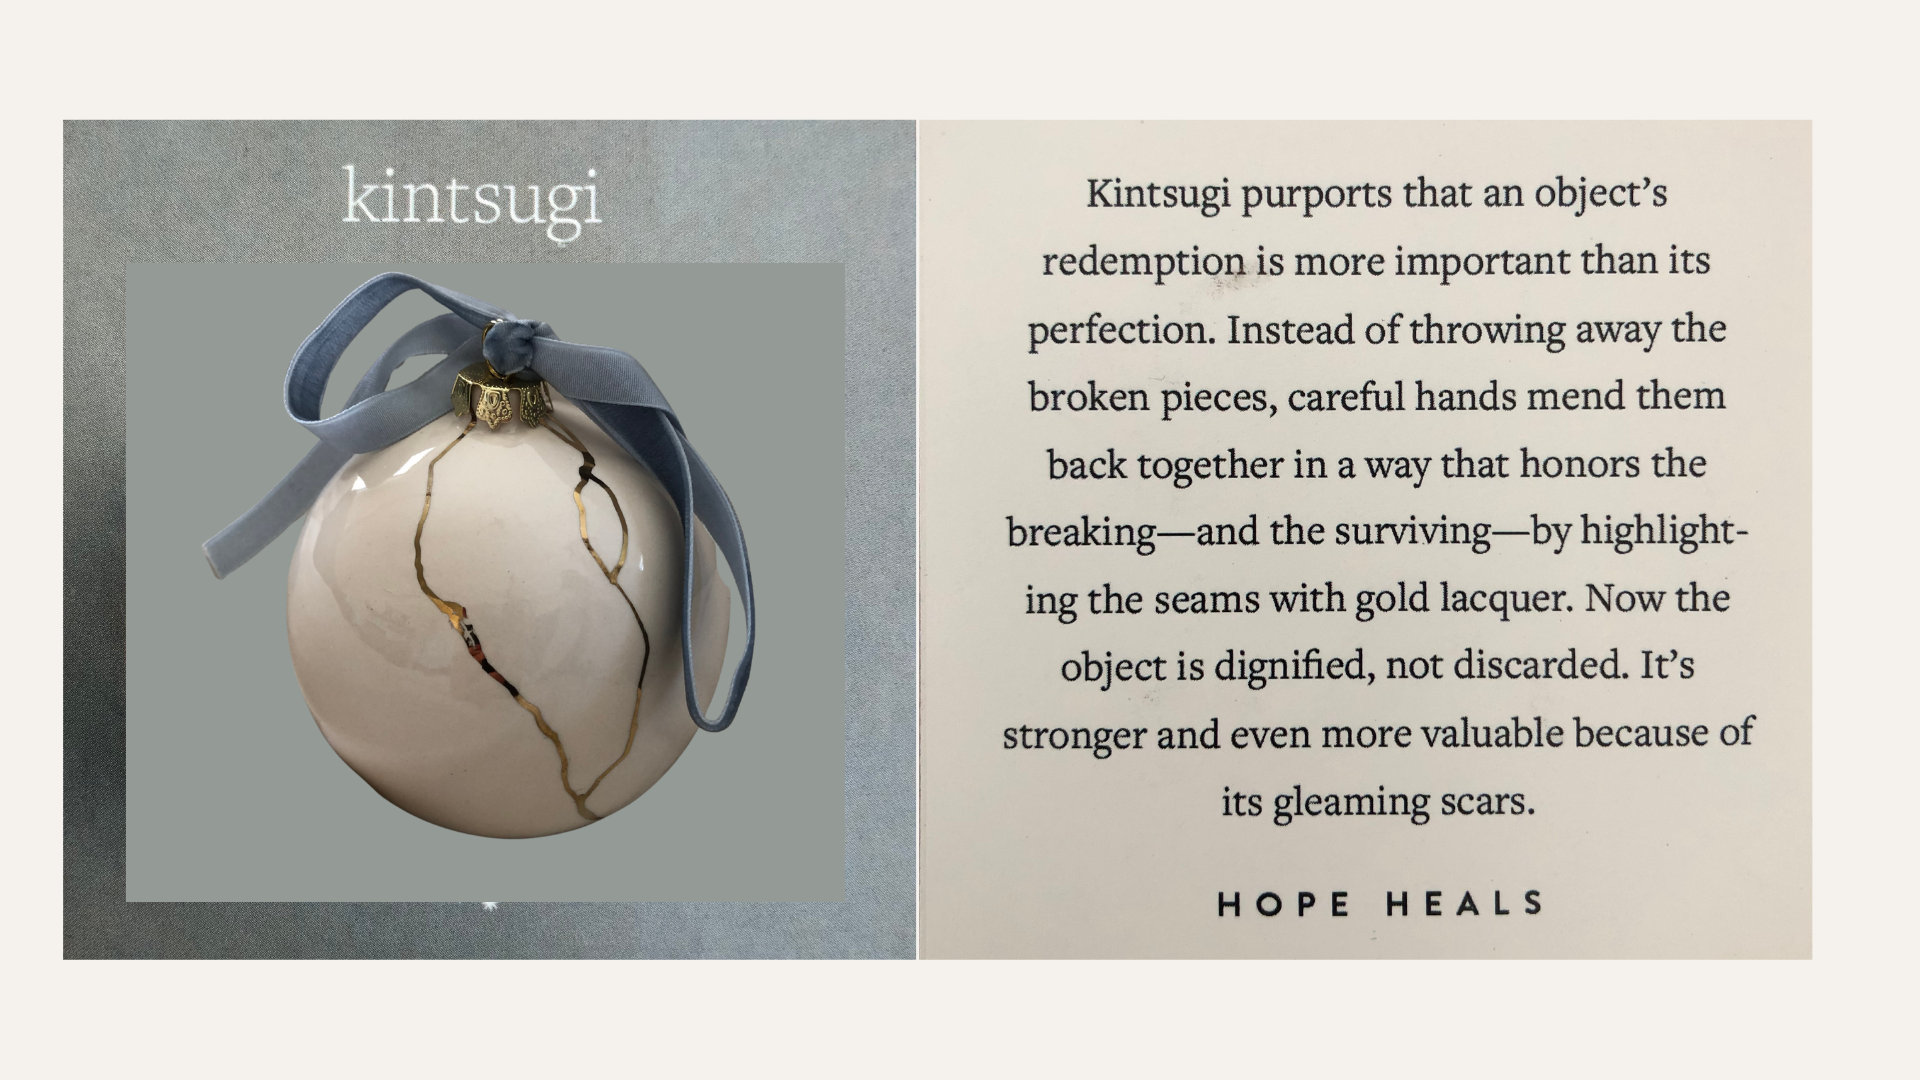 kintsugi
Kintsugi purports that an object’s
redemption is more important than its
perfection. Instead of throwing away the
broken pieces, careful hands mend them
back together in a way that honors the
breaking—and the surviving—by highlight-
ing the seams with gold lacquer. Now the
object is dignified, not discarded. It’s
stronger and even more valuable because of
its gleaming scars.
HOPE HEALS